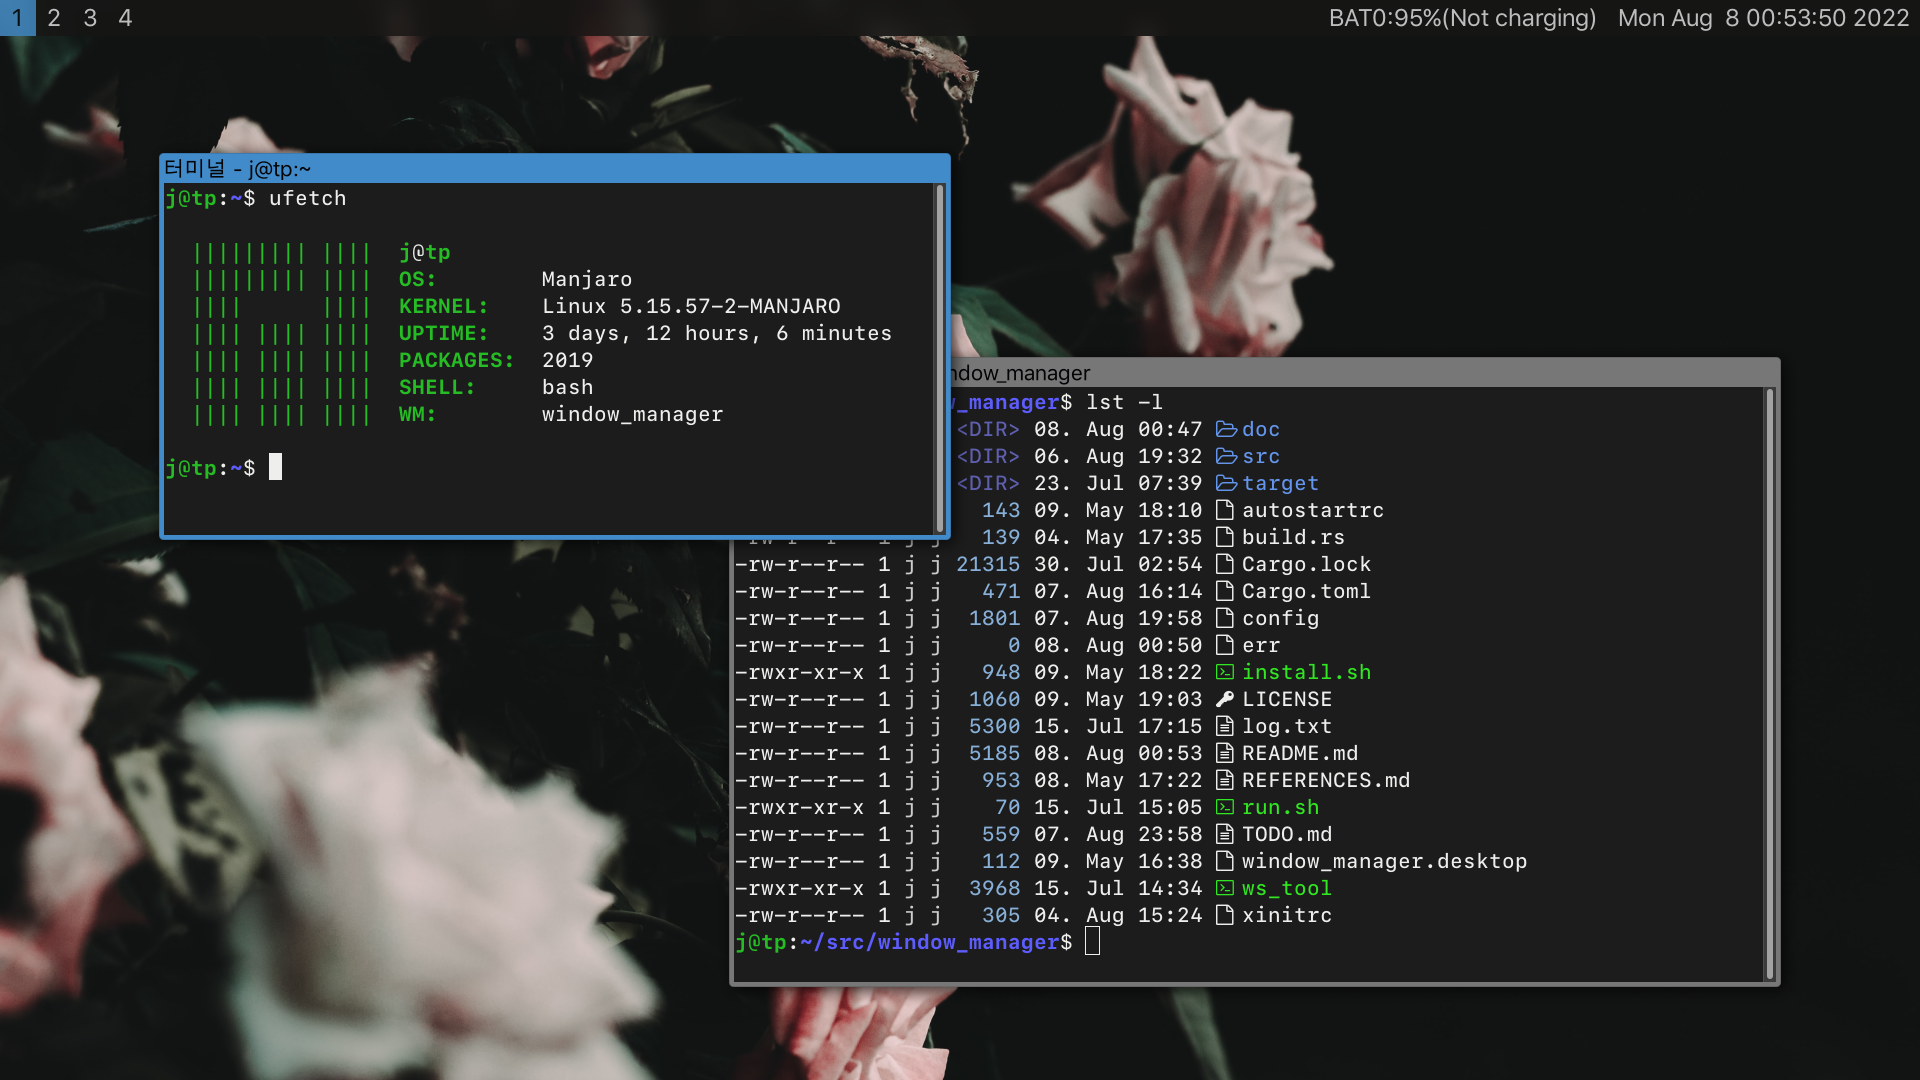 1 2 3 4 BAT0:95%(Not charging) Mon Aug  8 00:53:50 2022
터미널 - j@tp:~
j@tp:~$ ufetch
||||||||| ||||   j@tp
||||||||| ||||   OS:        Manjaro
||||      ||||   KERNEL:    Linux 5.15.57-2-MANJARO
|||| |||| ||||   UPTIME:    3 days, 12 hours, 6 minutes
|||| |||| ||||   PACKAGES:  2019
|||| |||| ||||   SHELL:     bash
|||| |||| ||||   WM:        window_manager
j@tp:~$
ndow_manager
_manager$ lst -l
<DIR> 08. Aug 00:47 doc
<DIR> 06. Aug 19:32 src
<DIR> 23. Jul 07:39 target
143 09. May 18:10 autostartrc
139 04. May 17:35 build.rs
-rw-r--r-- 1 j j 21315 30. Jul 02:54 Cargo.lock
-rw-r--r-- 1 j j   471 07. Aug 16:14 Cargo.toml
-rw-r--r-- 1 j j  1801 07. Aug 19:58 config
-rw-r--r-- 1 j j     0 08. Aug 00:50 err
-rwxr-xr-x 1 j j   948 09. May 18:22 install.sh
-rw-r--r-- 1 j j  1060 09. May 19:03 LICENSE
-rw-r--r-- 1 j j  5300 15. Jul 17:15 log.txt
-rw-r--r-- 1 j j  5185 08. Aug 00:53 README.md
-rw-r--r-- 1 j j   953 08. May 17:22 REFERENCES.md
-rwxr-xr-x 1 j j    70 15. Jul 15:05 run.sh
-rw-r--r-- 1 j j   559 07. Aug 23:58 TODO.md
-rw-r--r-- 1 j j   112 09. May 16:38 window_manager.desktop
-rwxr-xr-x 1 j j  3968 15. Jul 14:34 ws_tool
-rw-r--r-- 1 j j   305 04. Aug 15:24 xinitrc
j@tp:~/src/window_manager$